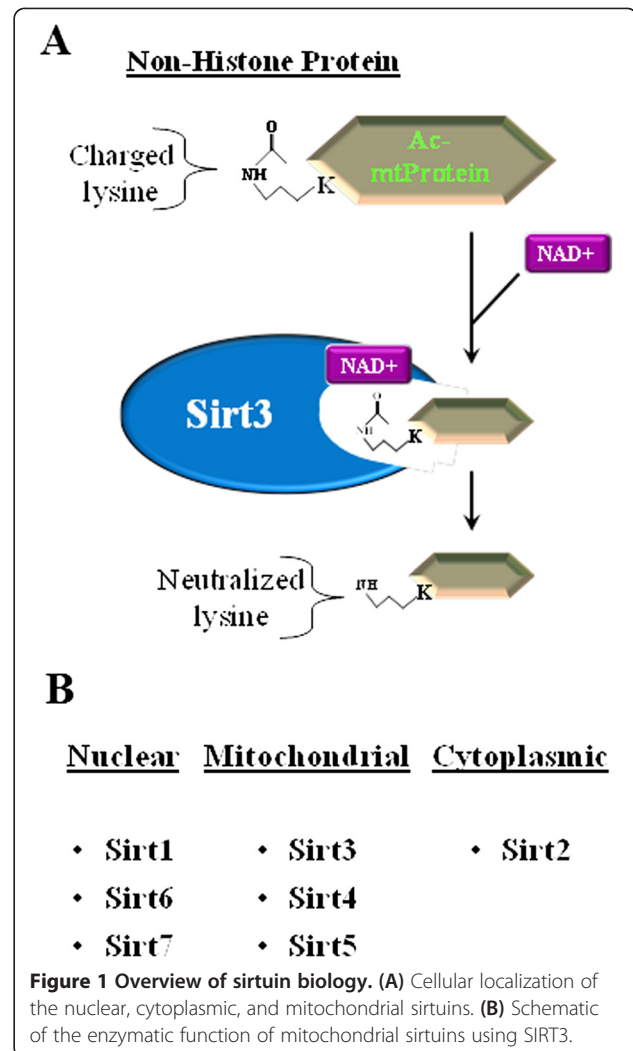 A
Non-Histone Protein
Charged
lysine
O
NH
K
Ac-
mtProtein
NAD+
NAD+
Sirt3
O
NH
K
Neutralized
lysine
NH
K
B
Nuclear Mitochondrial Cytoplasmic
• Sirt1 • Sirt3 • Sirt2
• Sirt6 • Sirt4
• Sirt7 • Sirt5
Figure 1 Overview of sirtuin biology. (A) Cellular localization of
the nuclear, cytoplasmic, and mitochondrial sirtuins. (B) Schematic
of the enzymatic function of mitochondrial sirtuins using SIRT3.